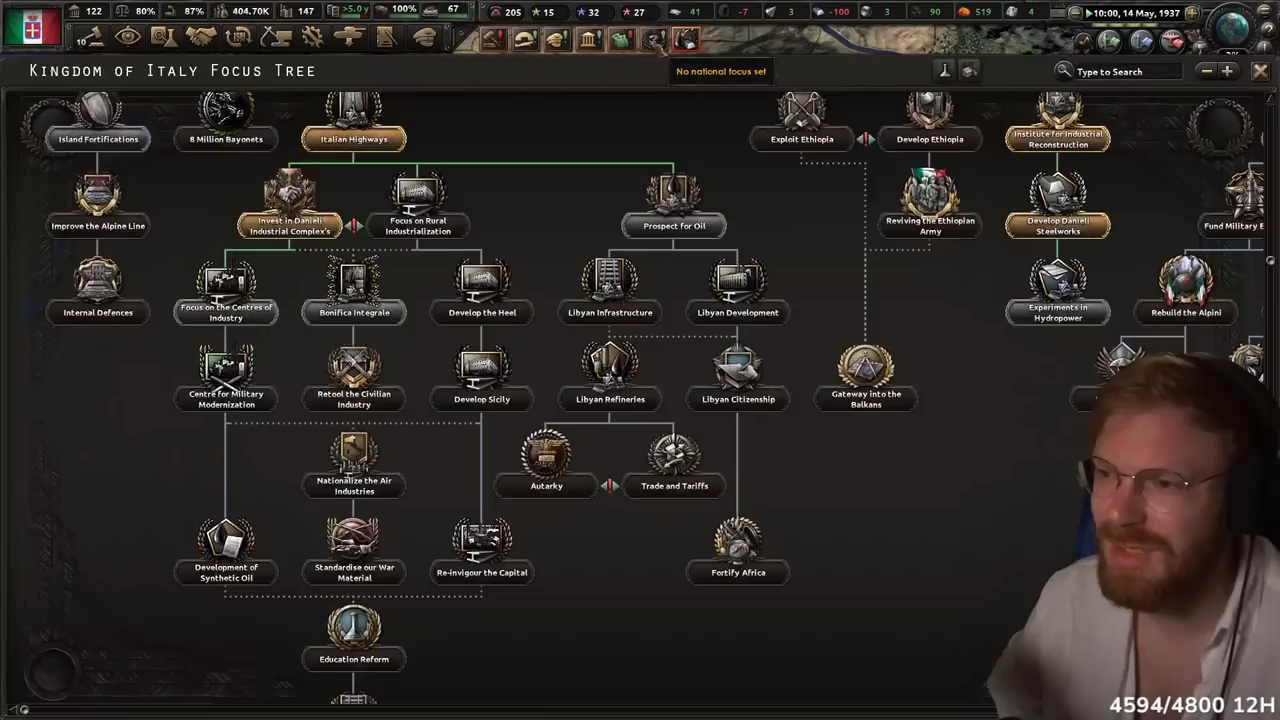 122 80% 87% 404.70K 147 >5.0 y 100% 67
205 15 32 27 41 -7 3 -100 3 90 519 4
10:00, 14 May, 1937
10
Kingdom of Italy Focus Tree
No national focus set
Type to Search
Island Fortifications
8 Million Bayonets
Italian Highways
Exploit Ethiopia
Develop Ethiopia
Institute for Industrial
Reconstruction
Improve the Alpine Line
Invest in Danieli
Industrial Complex's
Focus on Rural
Industrialization
Prospect for Oil
Reviving the Ethiopian
Army
Develop Danieli
Steelworks
Fund Military E
Internal Defences
Focus on the Centres of
Industry
Bonifica Integrale
Develop the Heel
Libyan Infrastructure
Libyan Development
Experiments in
Hydropower
Rebuild the Alpini
Centre for Military
Modernization
Retool the Civilian
Industry
Develop Sicily
Libyan Refineries
Libyan Citizenship
Gateway into the
Balkans
Nationalize the Air
Industries
Autarky
Trade and Tariffs
Development of
Synthetic Oil
Standardise our War
Material
Re-invigour the Capital
Fortify Africa
Education Reform
4594/4800 12H